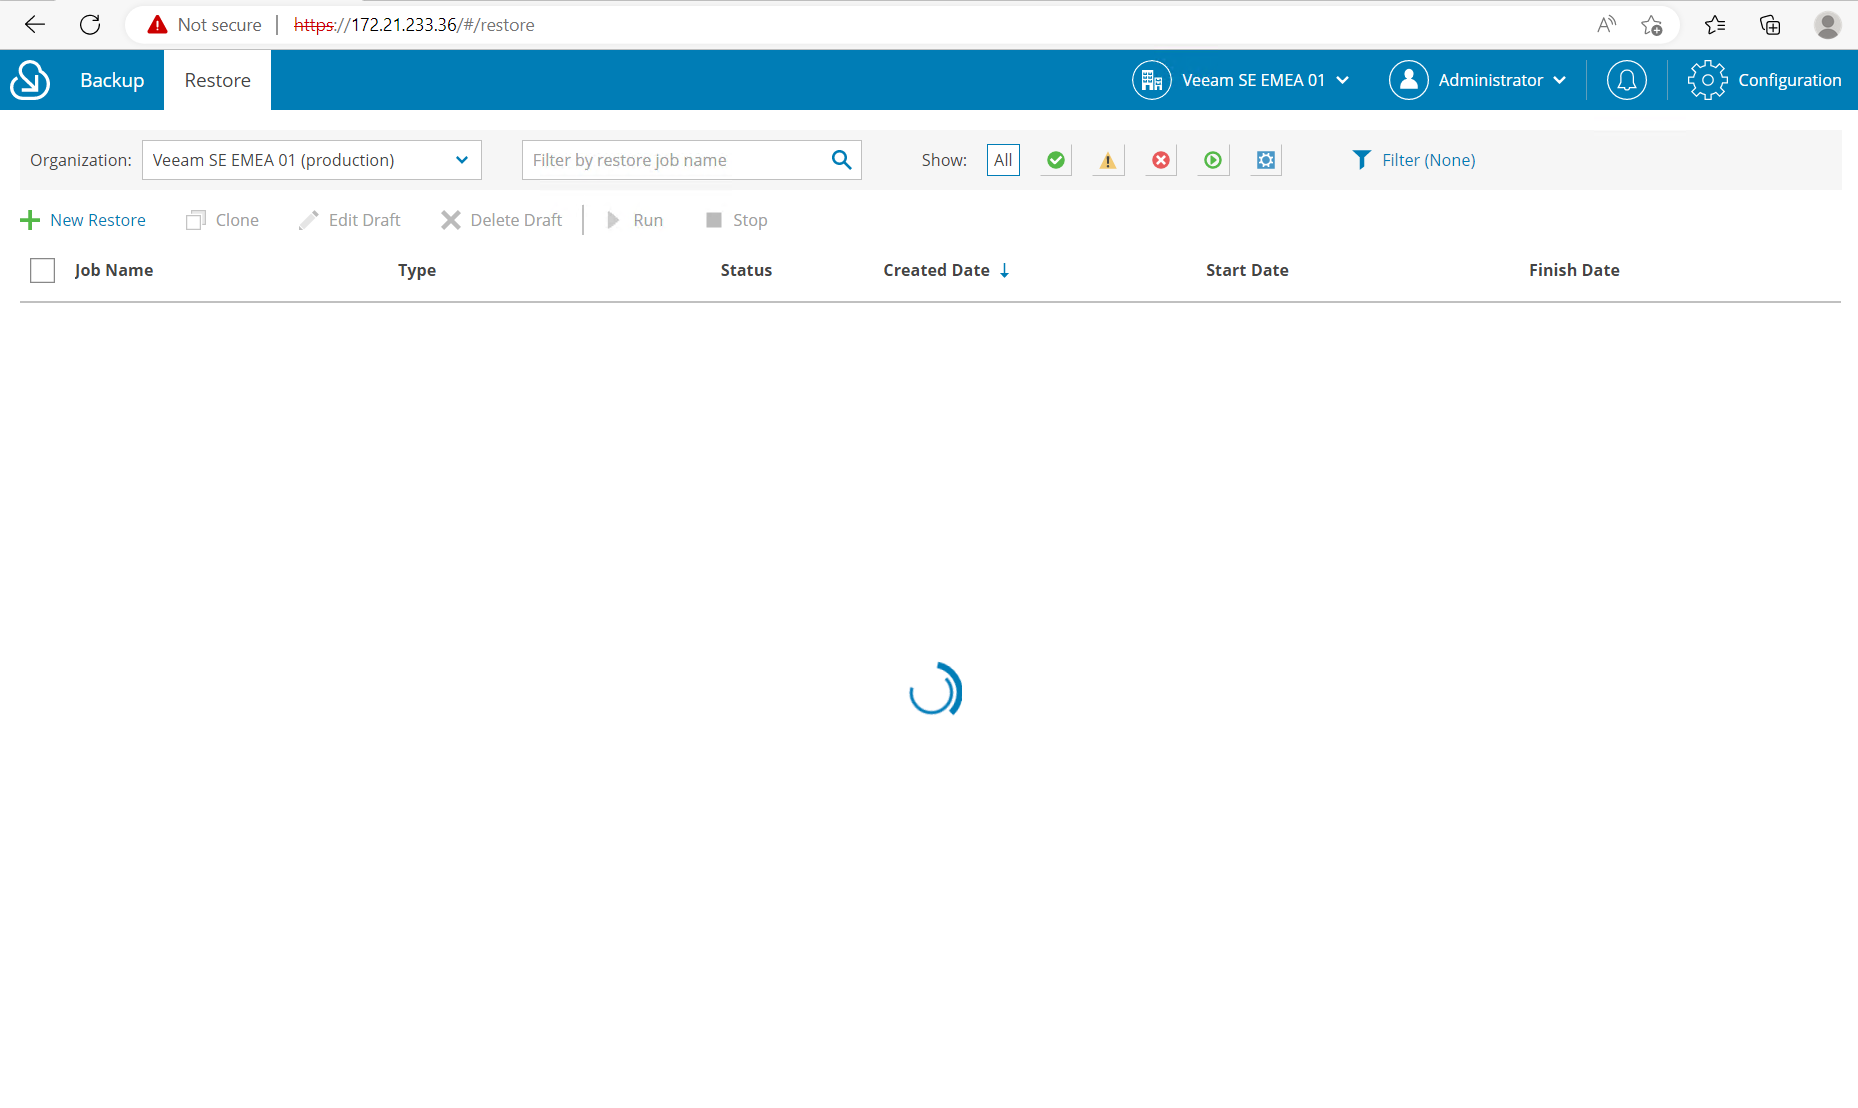 Not secure https://172.21.233.36/#/restore
Backup Restore Veeam SE EMEA 01 Administrator Configuration
Organization: Veeam SE EMEA 01 (production) Filter by restore job name Show: All Filter (None)
New Restore Clone Edit Draft Delete Draft Run Stop
Job Name Type Status Created Date Start Date Finish Date